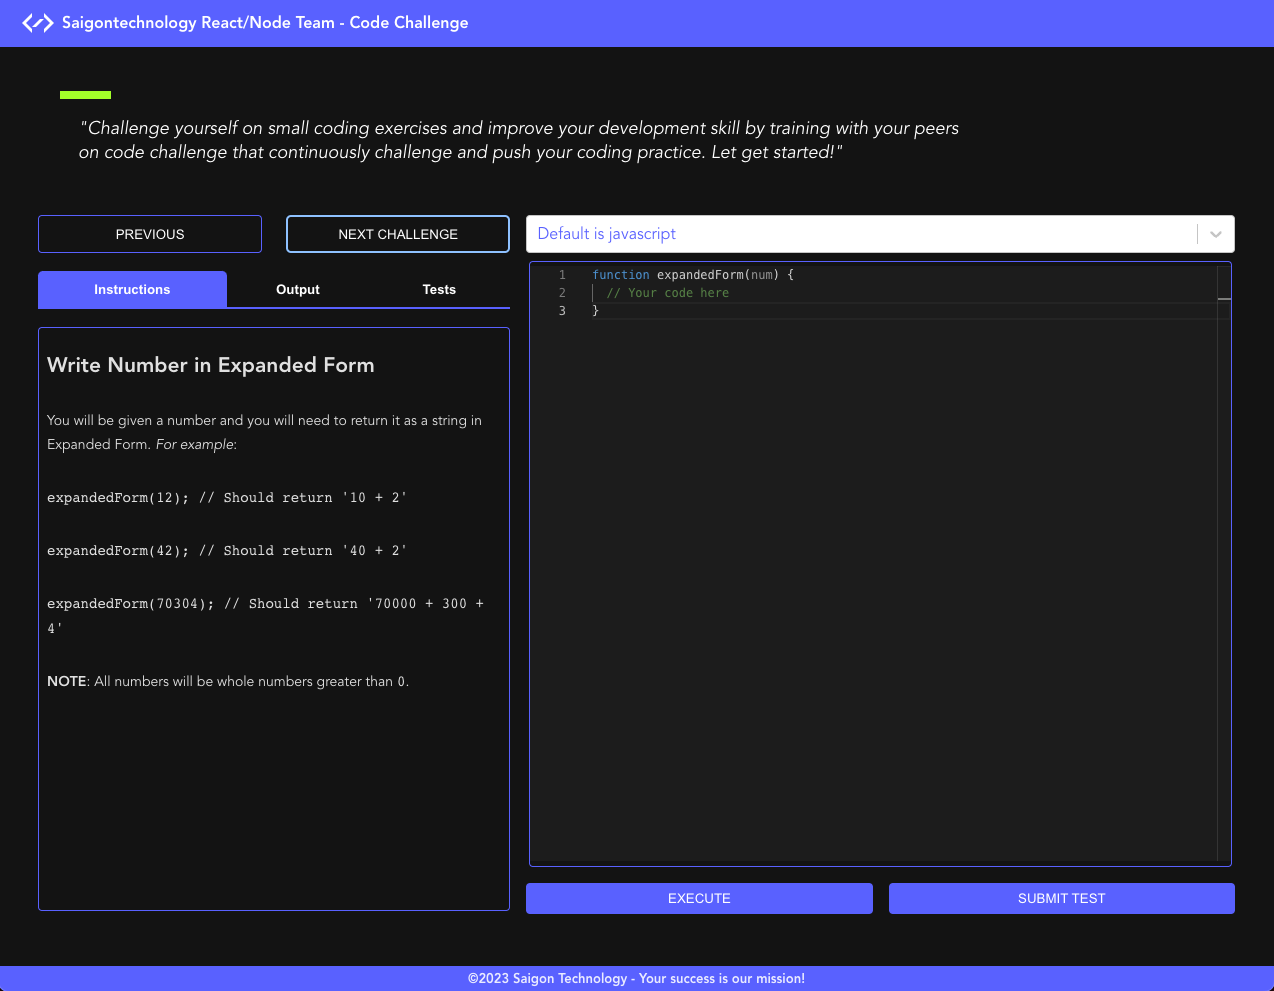 Saigontechnology React/Node Team - Code Challenge
"Challenge yourself on small coding exercises and improve your development skill by training with your peers
on code challenge that continuously challenge and push your coding practice. Let get started!"
PREVIOUS
NEXT CHALLENGE
Default is javascript
Instructions
Output
Tests
Write Number in Expanded Form
You will be given a number and you will need to return it as a string in
Expanded Form. For example:
expandedForm(12); // Should return '10 + 2'
expandedForm(42); // Should return '40 + 2'
expandedForm(70304); // Should return '70000 + 300 +
4'
NOTE: All numbers will be whole numbers greater than 0.
1 function expandedForm(num) {
2 // Your code here
3 }
EXECUTE
SUBMIT TEST
©2023 Saigon Technology - Your success is our mission!